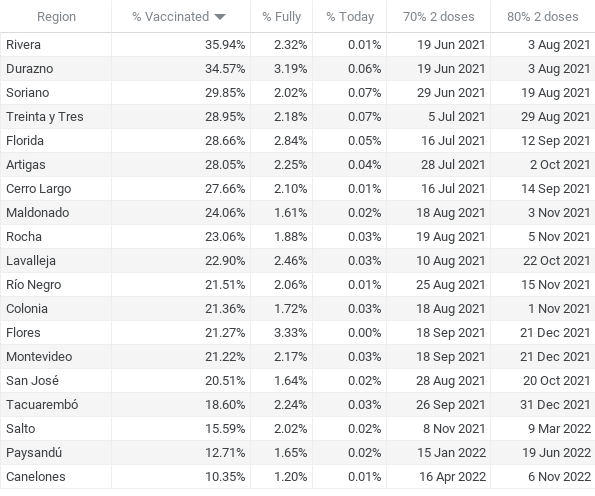 Region % Vaccinated % Fully % Today 70% 2 doses 80% 2 doses
Rivera 35.94% 2.32% 0.01% 19 Jun 2021 3 Aug 2021
Durazno 34.57% 3.19% 0.06% 19 Jun 2021 3 Aug 2021
Soriano 29.85% 2.02% 0.07% 29 Jun 2021 19 Aug 2021
Treinta y Tres 28.95% 2.18% 0.07% 5 Jul 2021 29 Aug 2021
Florida 28.66% 2.84% 0.05% 16 Jul 2021 12 Sep 2021
Artigas 28.05% 2.25% 0.04% 28 Jul 2021 2 Oct 2021
Cerro Largo 27.66% 2.10% 0.01% 16 Jul 2021 14 Sep 2021
Maldonado 24.06% 1.61% 0.02% 18 Aug 2021 3 Nov 2021
Rocha 23.06% 1.88% 0.03% 19 Aug 2021 5 Nov 2021
Lavalleja 22.90% 2.46% 0.03% 10 Aug 2021 22 Oct 2021
Río Negro 21.51% 2.06% 0.01% 25 Aug 2021 15 Nov 2021
Colonia 21.36% 1.72% 0.03% 18 Aug 2021 1 Nov 2021
Flores 21.27% 3.33% 0.00% 18 Sep 2021 21 Dec 2021
Montevideo 21.22% 2.17% 0.03% 18 Sep 2021 21 Dec 2021
San José 20.51% 1.64% 0.02% 28 Aug 2021 20 Oct 2021
Tacuarembó 18.60% 2.24% 0.03% 26 Sep 2021 31 Dec 2021
Salto 15.59% 2.02% 0.02% 8 Nov 2021 9 Mar 2022
Paysandú 12.71% 1.65% 0.02% 15 Jan 2022 19 Jun 2022
Canelones 10.35% 1.20% 0.01% 16 Apr 2022 6 Nov 2022